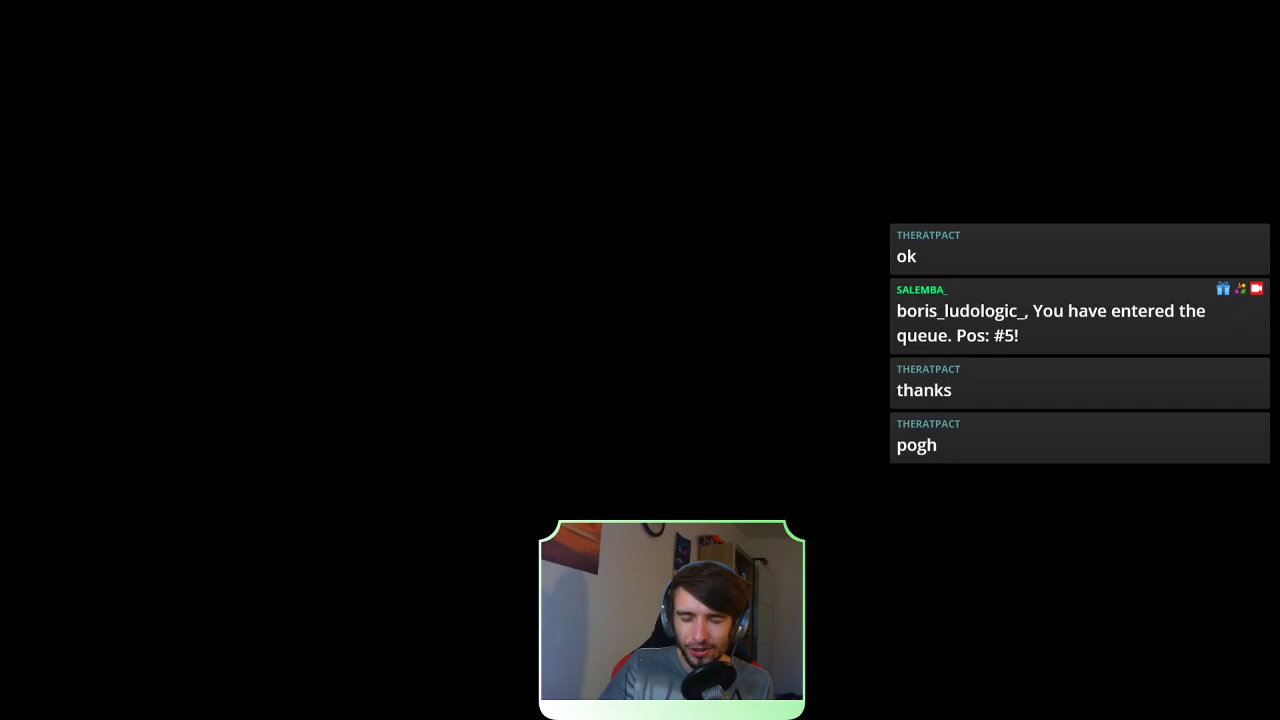 THERATPACT
ok
SALEMBA_
boris_ludologic_, You have entered the
queue. Pos: #5!
THERATPACT
thanks
THERATPACT
pogh